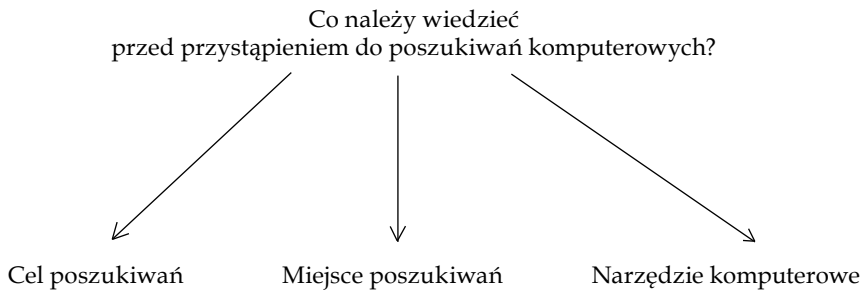 Co należy wiedzieć
przed przystąpieniem do poszukiwań komputerowych?
Cel poszukiwań
Miejsce poszukiwań
Narzędzie komputerowe